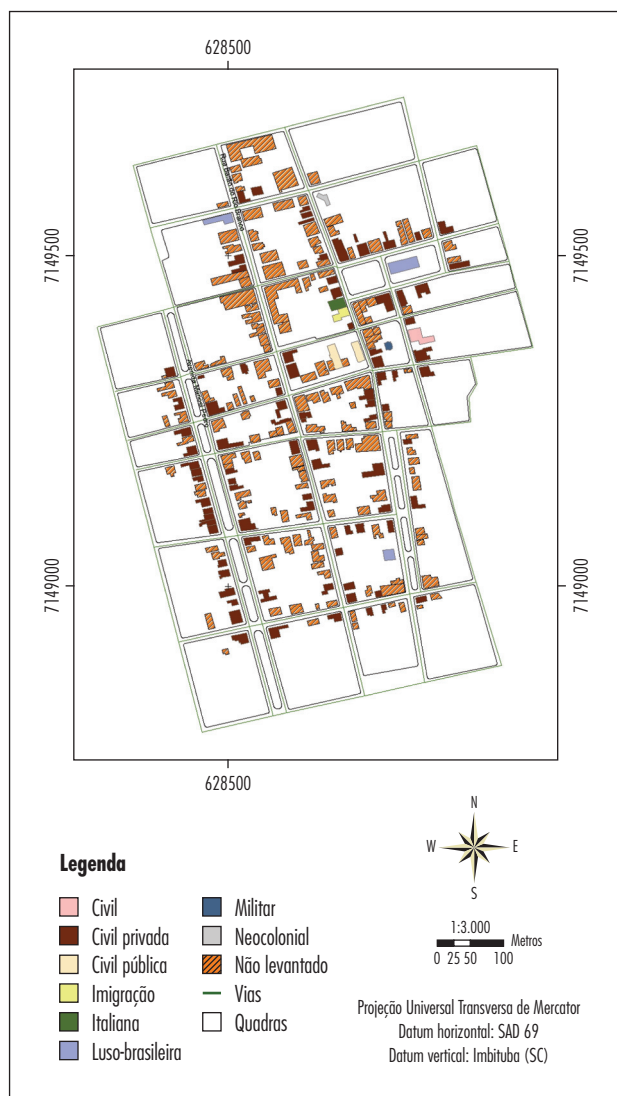 628500
7149500
7149500
7149000
7149000
628500
N
W
E
S
Legenda
Civil
Civil privada
Civil pública
Imigração
Italiana
Luso-brasileira
Militar
Neocolonial
Não levantado
Vias
Quadras
1:3.000
Metros
0 25 50 100
Projeção Universal Transversa de Mercator
Datum horizontal: SAD 69
Datum vertical: Imbituba (SC)